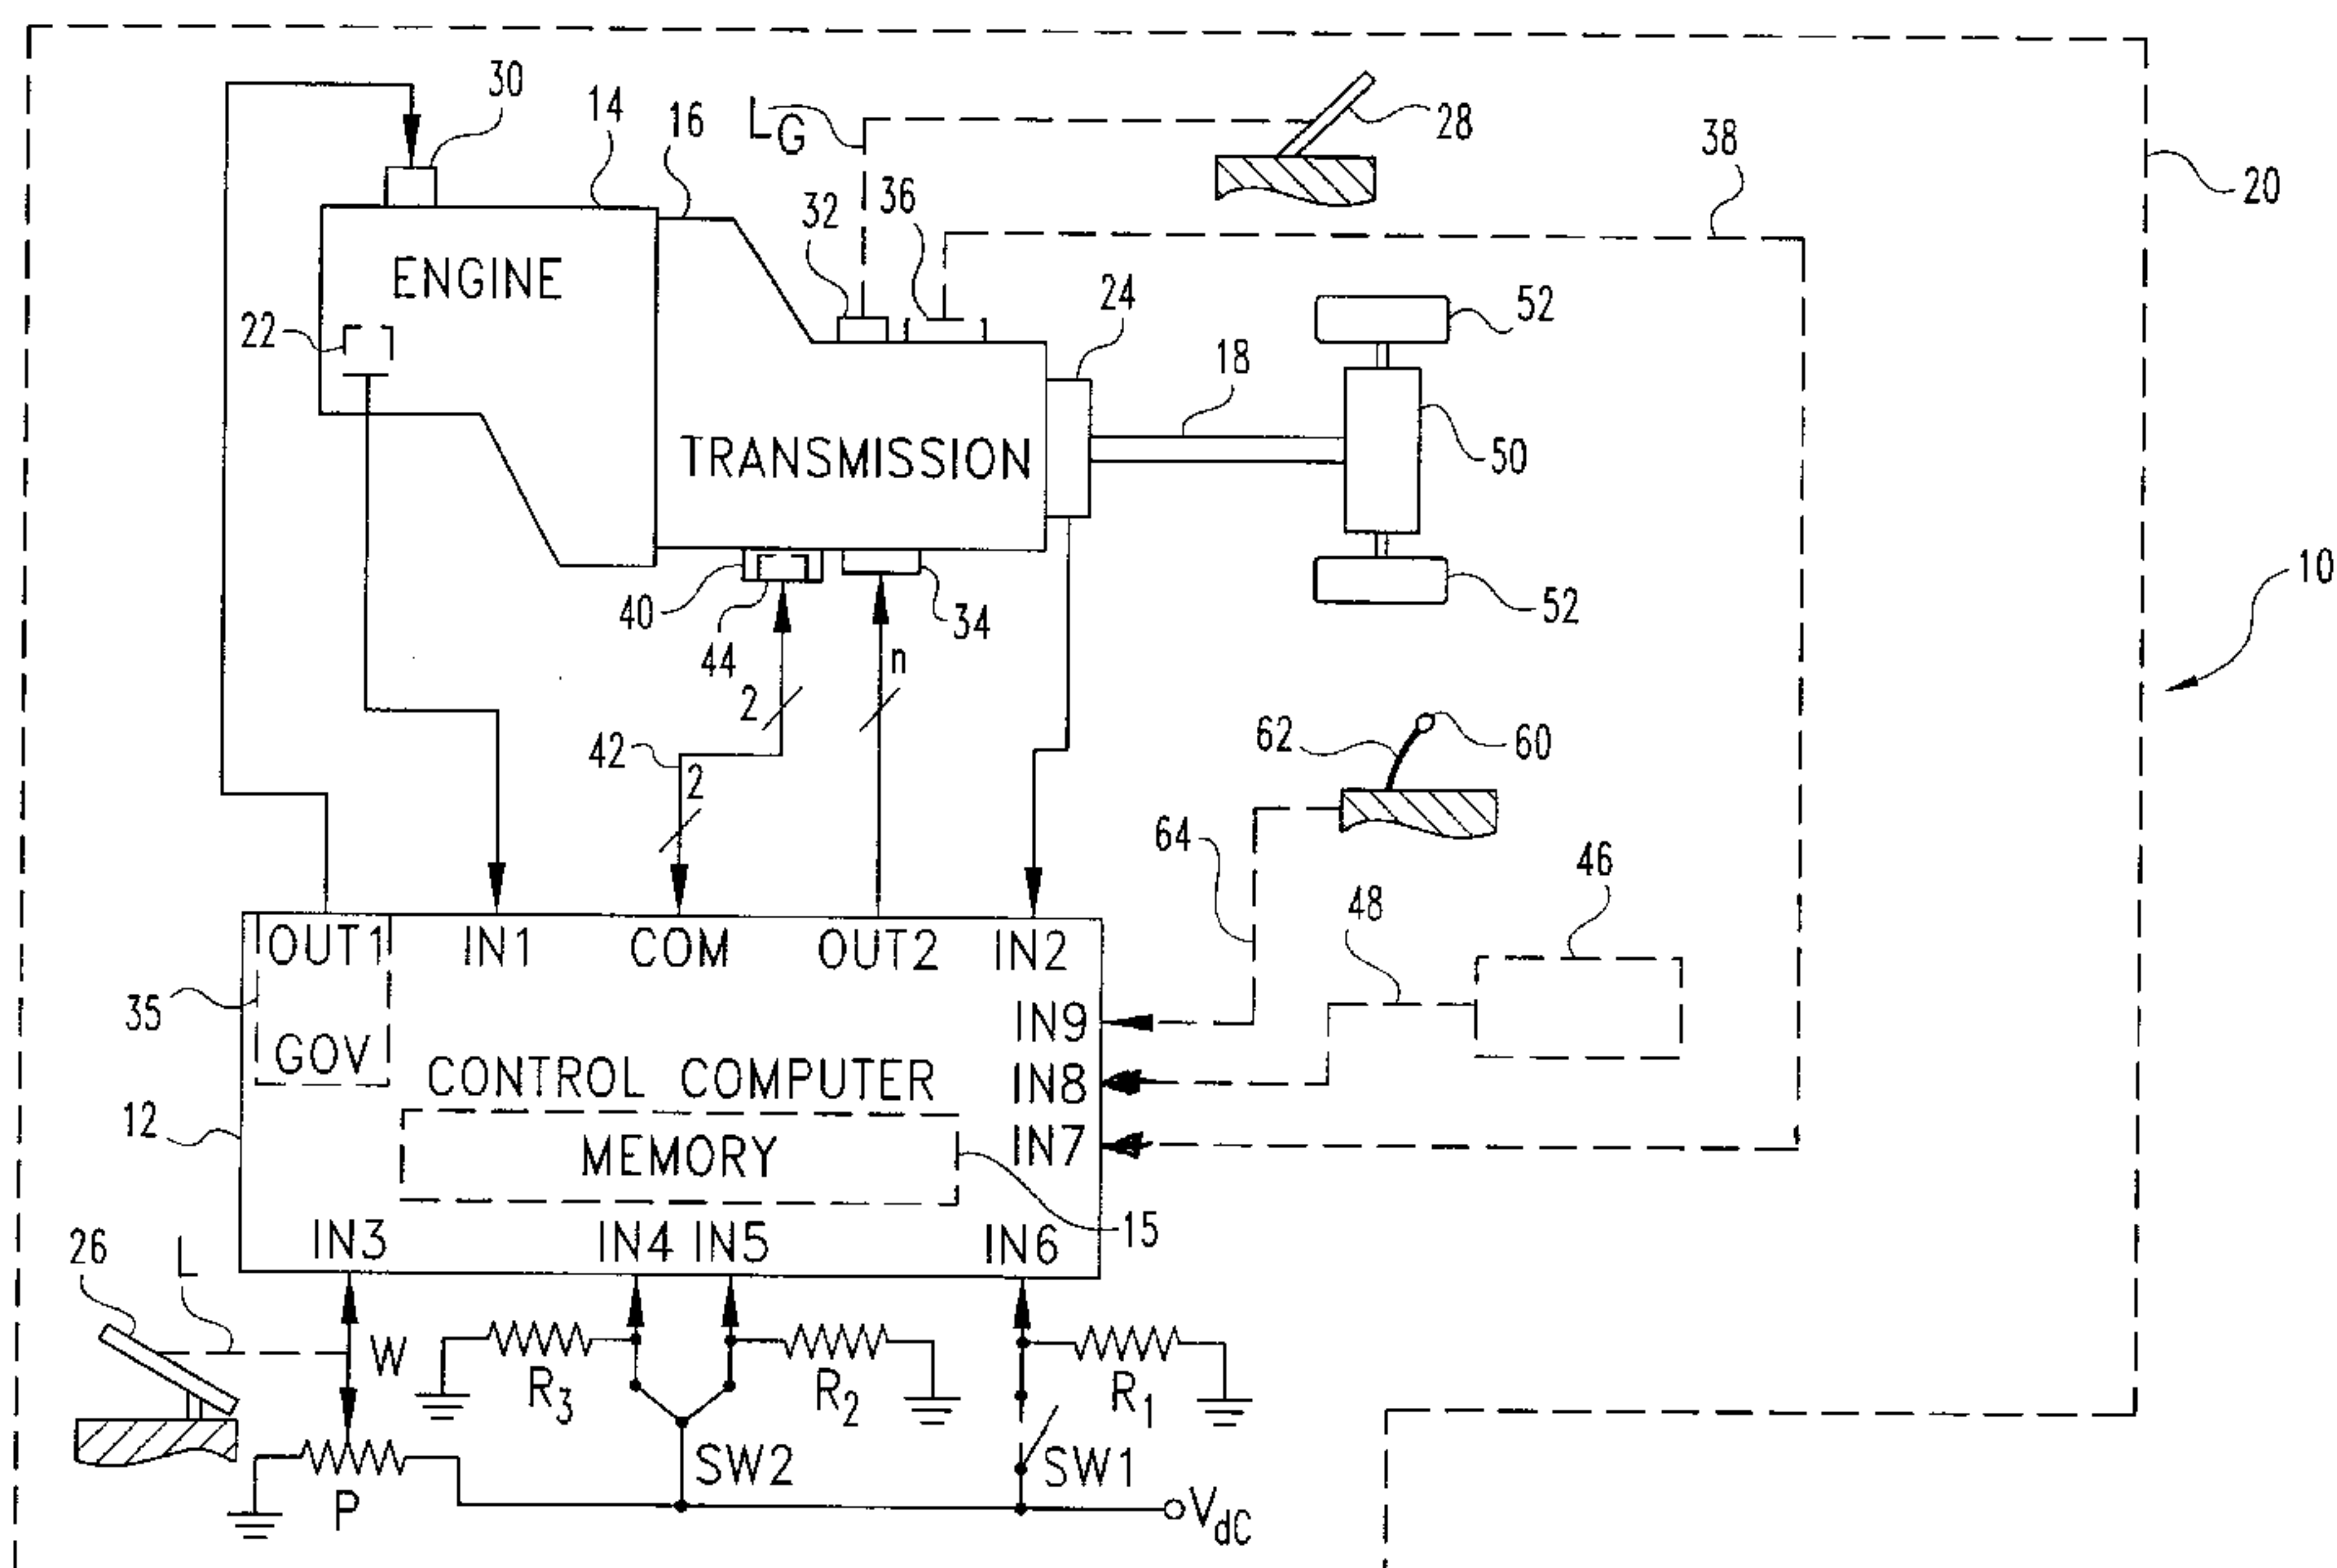 30
14
16
L_G
28
38
20
32
36
ENGINE
24
52
22
18
TRANSMISSION
50
10
40
44
34
52
n
2
42
2
62
60
64
46
48
OUT1
IN1
COM
OUT2
IN2
35
IN9
GOV
CONTROL COMPUTER
IN8
12
MEMORY
IN7
15
26
L
IN3
IN4
IN5
IN6
W
R3
R2
R1
SW2
SW1
P
VdC